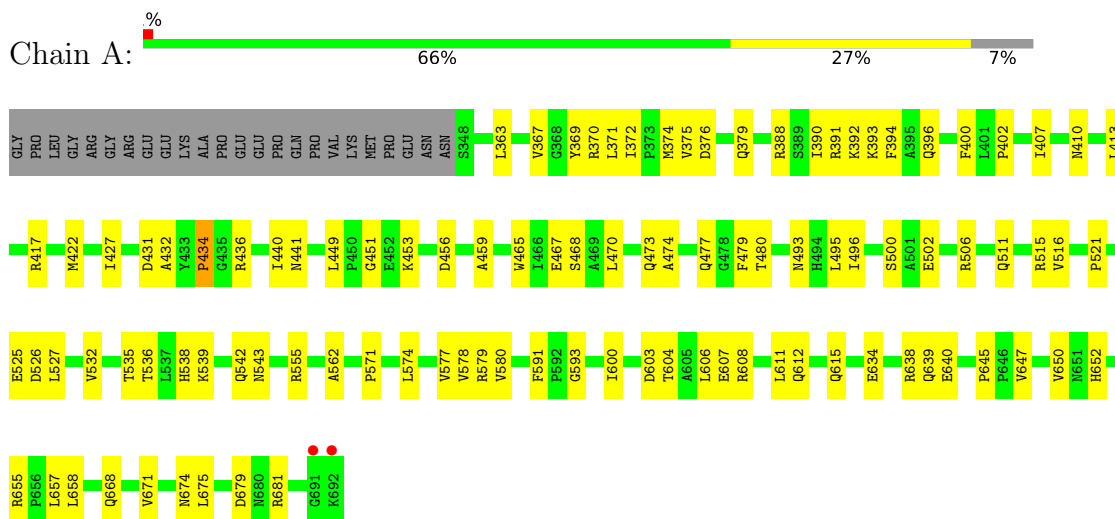 %
Chain A:
66% 27% 7%
GLY PRO LEU GLY ARG GLY ARG GLU GLU LYS ALA PRO GLU GLU PRO GLN PRO VAL LYS MET PRO GLU ASN ASN S348 L363 V367 G368 Y369 R370 L371 I372 P373 M374 V375 D376 Q379 R388 S389 I390 R391 K392 K393 F394 A395 Q396 F400 L401 P402 I407 N410 L413
R417 M422 I427 D431 A432 Y433 P434 G435 R436 I440 N441 L449 P450 G451 E452 K453 D456 A459 W465 I466 E467 S468 A469 L470 Q473 A474 Q477 G478 F479 T480 N493 H494 L495 I496 S500 A501 E502 R506 Q511 R515 V516 P521
E525 D526 L527 V532 T535 T536 L537 H538 K539 Q542 N543 R555 A562 P571 L574 V577 V578 R579 V580 F591 P592 G593 I600 D603 T604 A605 L606 E607 R608 L611 Q612 Q615 E634 R638 Q639 E640 P645 P646 V647 V650 N651 H652
R655 P656 L657 L658 Q668 V671 N674 L675 D679 N680 R681 G691 K692